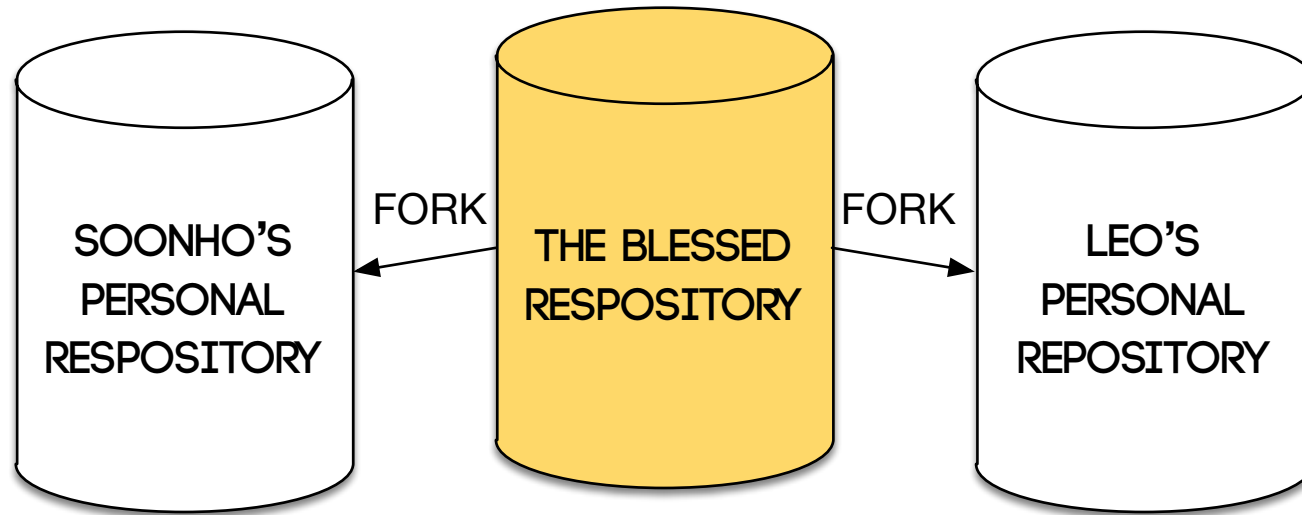 SOONHO'S
PERSONAL
RESPOSITORY
FORK
THE BLESSED
RESPOSITORY
FORK
LEO'S
PERSONAL
REPOSITORY